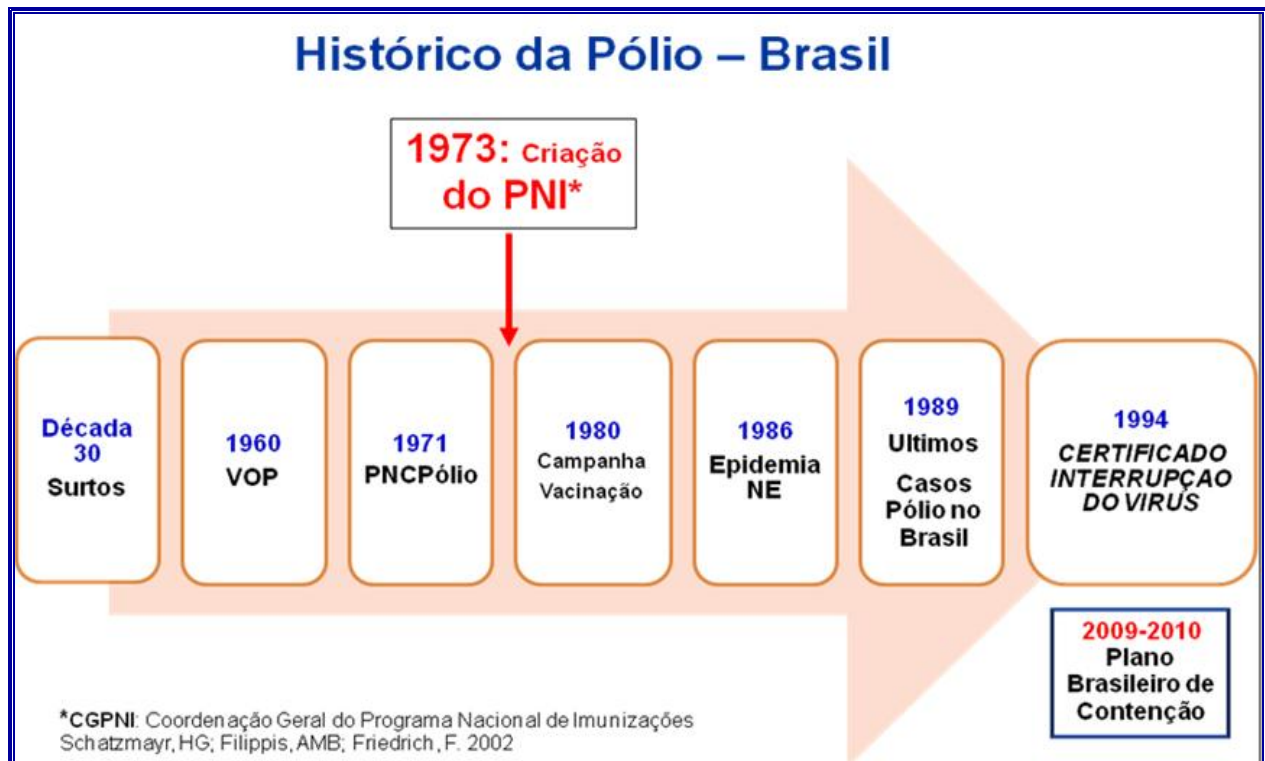 Histórico da Pólio – Brasil
1973: Criação
do PNI*
Década
30
Surtos
1960
VOP
1971
PNCPólio
1980
Campanha
Vacinação
1986
Epidemia
NE
1989
Ultimos
Casos
Pólio no
Brasil
1994
CERTIFICADO
INTERRUPÇAO
DO VIRUS
2009-2010
Plano
Brasileiro de
Contenção
*CGPNI: Coordenação Geral do Programa Nacional de Imunizações
Schatzmayr, HG; Filippis, AMB; Friedrich, F. 2002